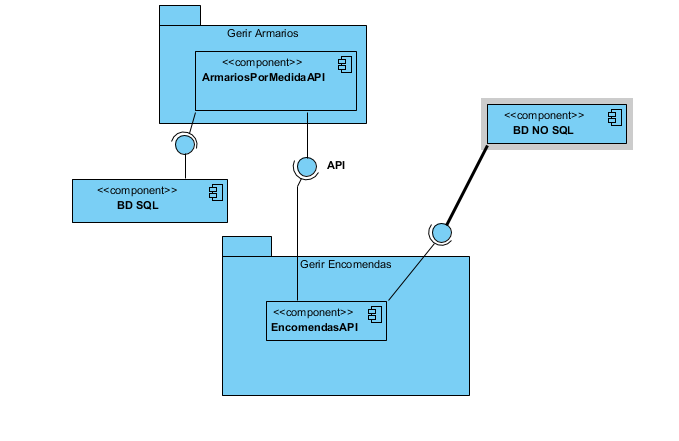 Gerir Armarios
<<component>>
ArmariosPorMedidaAPI
<<component>>
BD NO SQL
API
<<component>>
BD SQL
Gerir Encomendas
<<component>>
EncomendasAPI